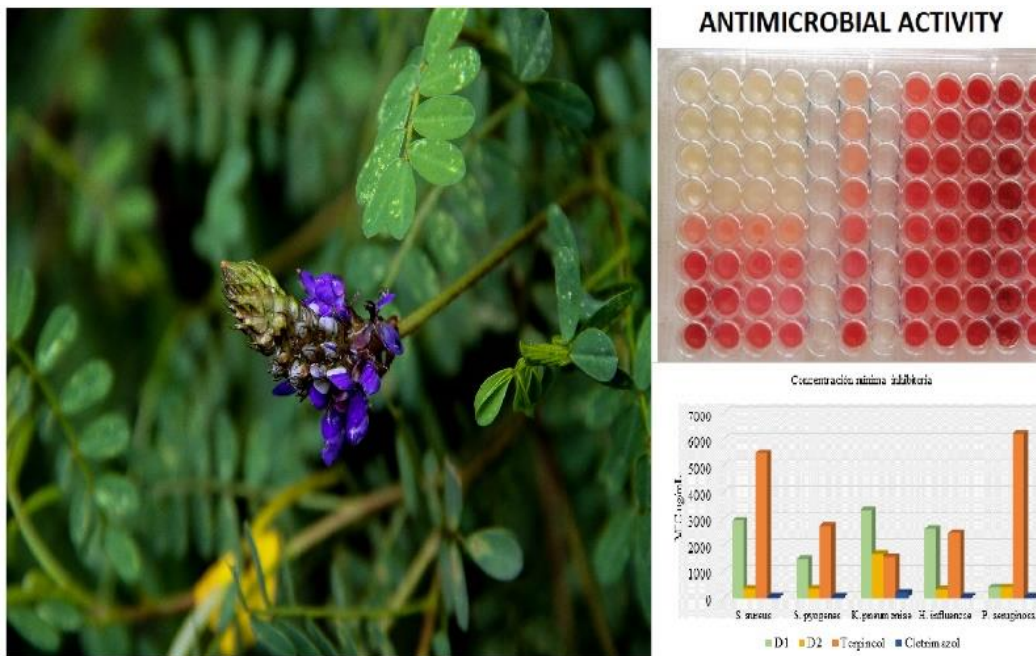 ANTIMICROBIAL ACTIVITY
Concentración mínima inhibitoria
7000
6000
5000
4000
3000
2000
1000
0
S. aureus S. pyogenes K. pneumoniae H. influenzae P. aeruginosa
D1 D2 Terpineol Cletrimazol